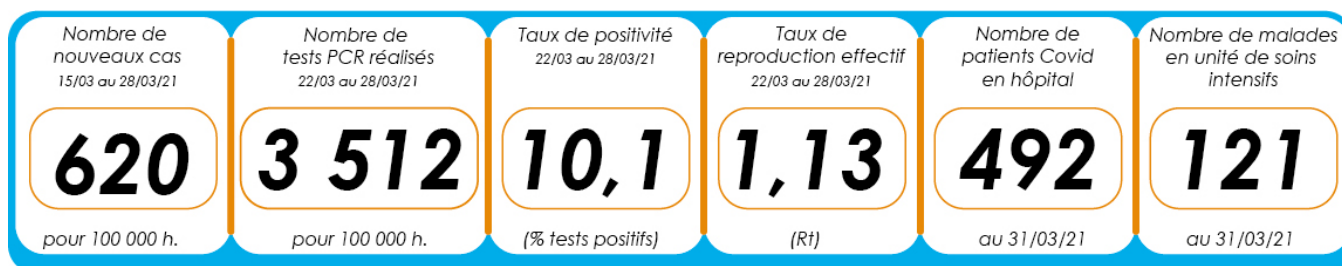 Nombre de
nouveaux cas
15/03 au 28/03/21
620
pour 100 000 h.
Nombre de
tests PCR réalisés
22/03 au 28/03/21
3 512
pour 100 000 h.
Taux de positivité
22/03 au 28/03/21
10,1
(% tests positifs)
Taux de
reproduction effectif
22/03 au 28/03/21
1,13
(Rt)
Nombre de
patients Covid
en hôpital
492
au 31/03/21
Nombre de malades
en unité de soins
intensifs
121
au 31/03/21